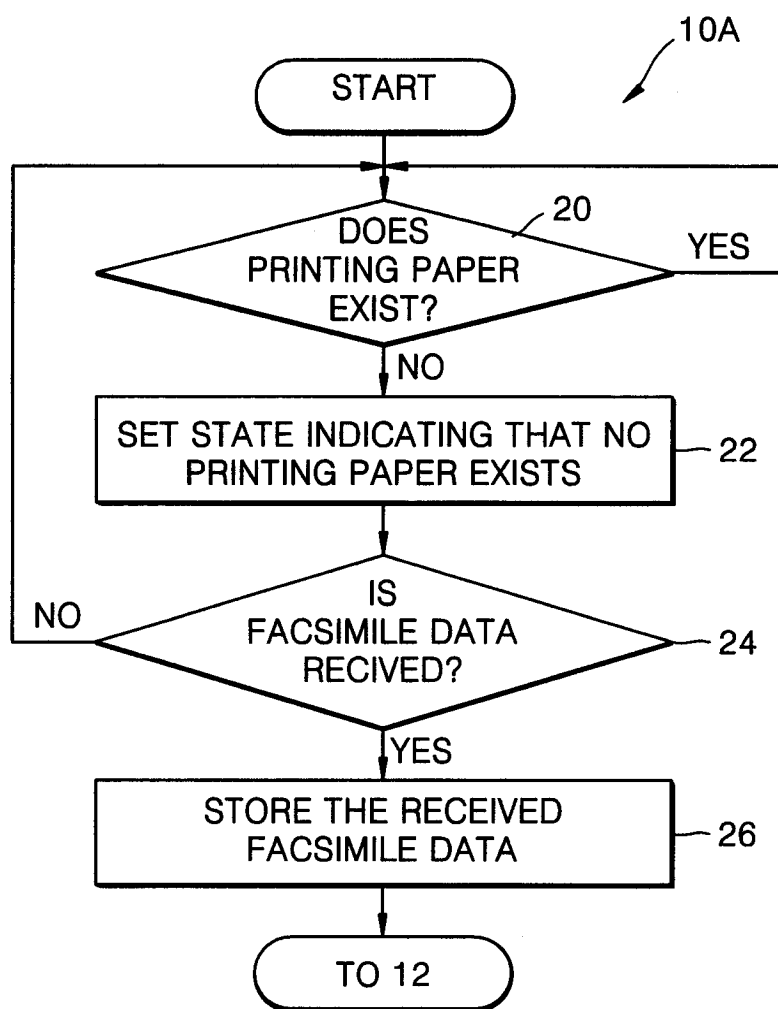 10A
START
20
DOES
PRINTING PAPER
EXIST?
YES
NO
SET STATE INDICATING THAT NO
PRINTING PAPER EXISTS
22
IS
FACSIMILE DATA
RECIVED?
NO
24
YES
STORE THE RECEIVED
FACSIMILE DATA
26
TO 12